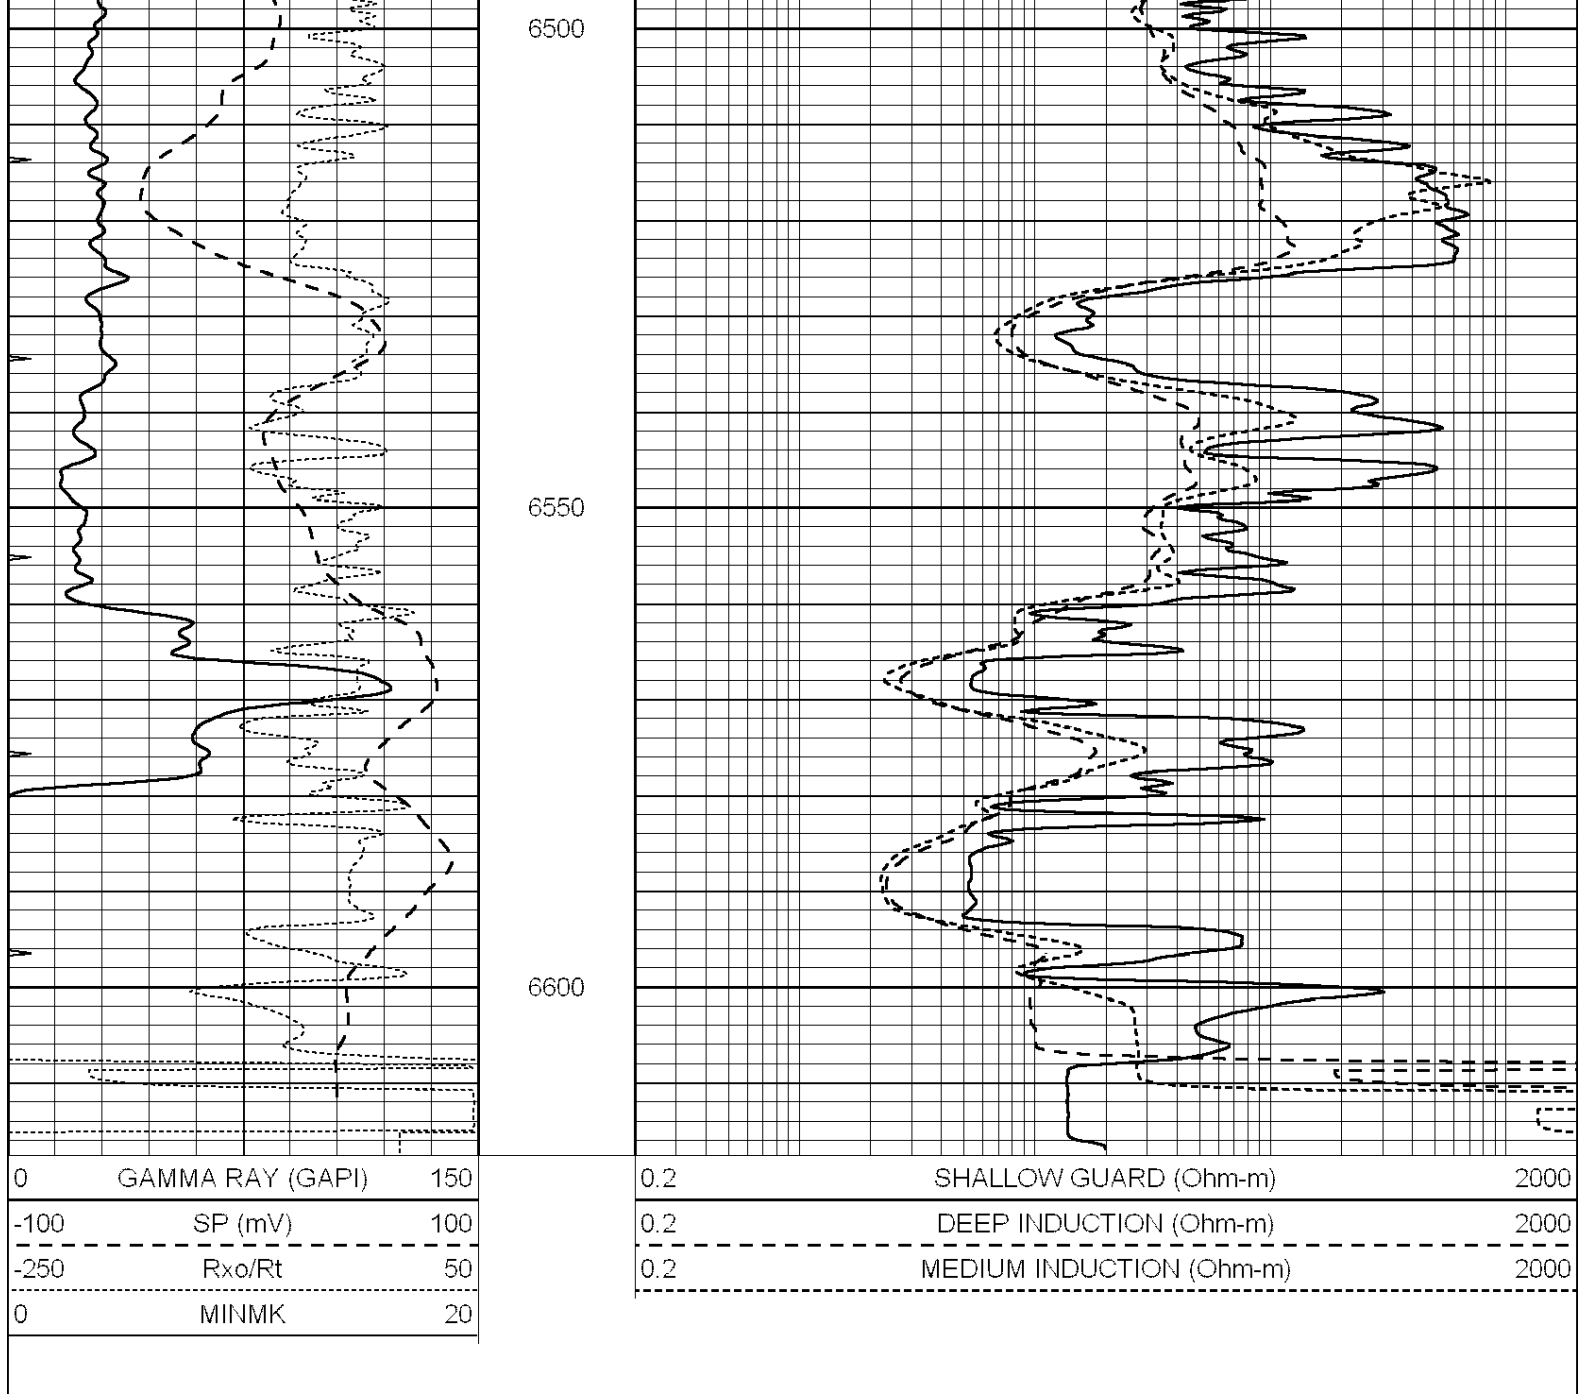 6500
6550
6600
0 GAMMA RAY (GAPI) 150
0.2 SHALLOW GUARD (Ohm-m) 2000
-100 SP (mV) 100
0.2 DEEP INDUCTION (Ohm-m) 2000
-250 Rxo/Rt 50
0.2 MEDIUM INDUCTION (Ohm-m) 2000
0 MINMK 20